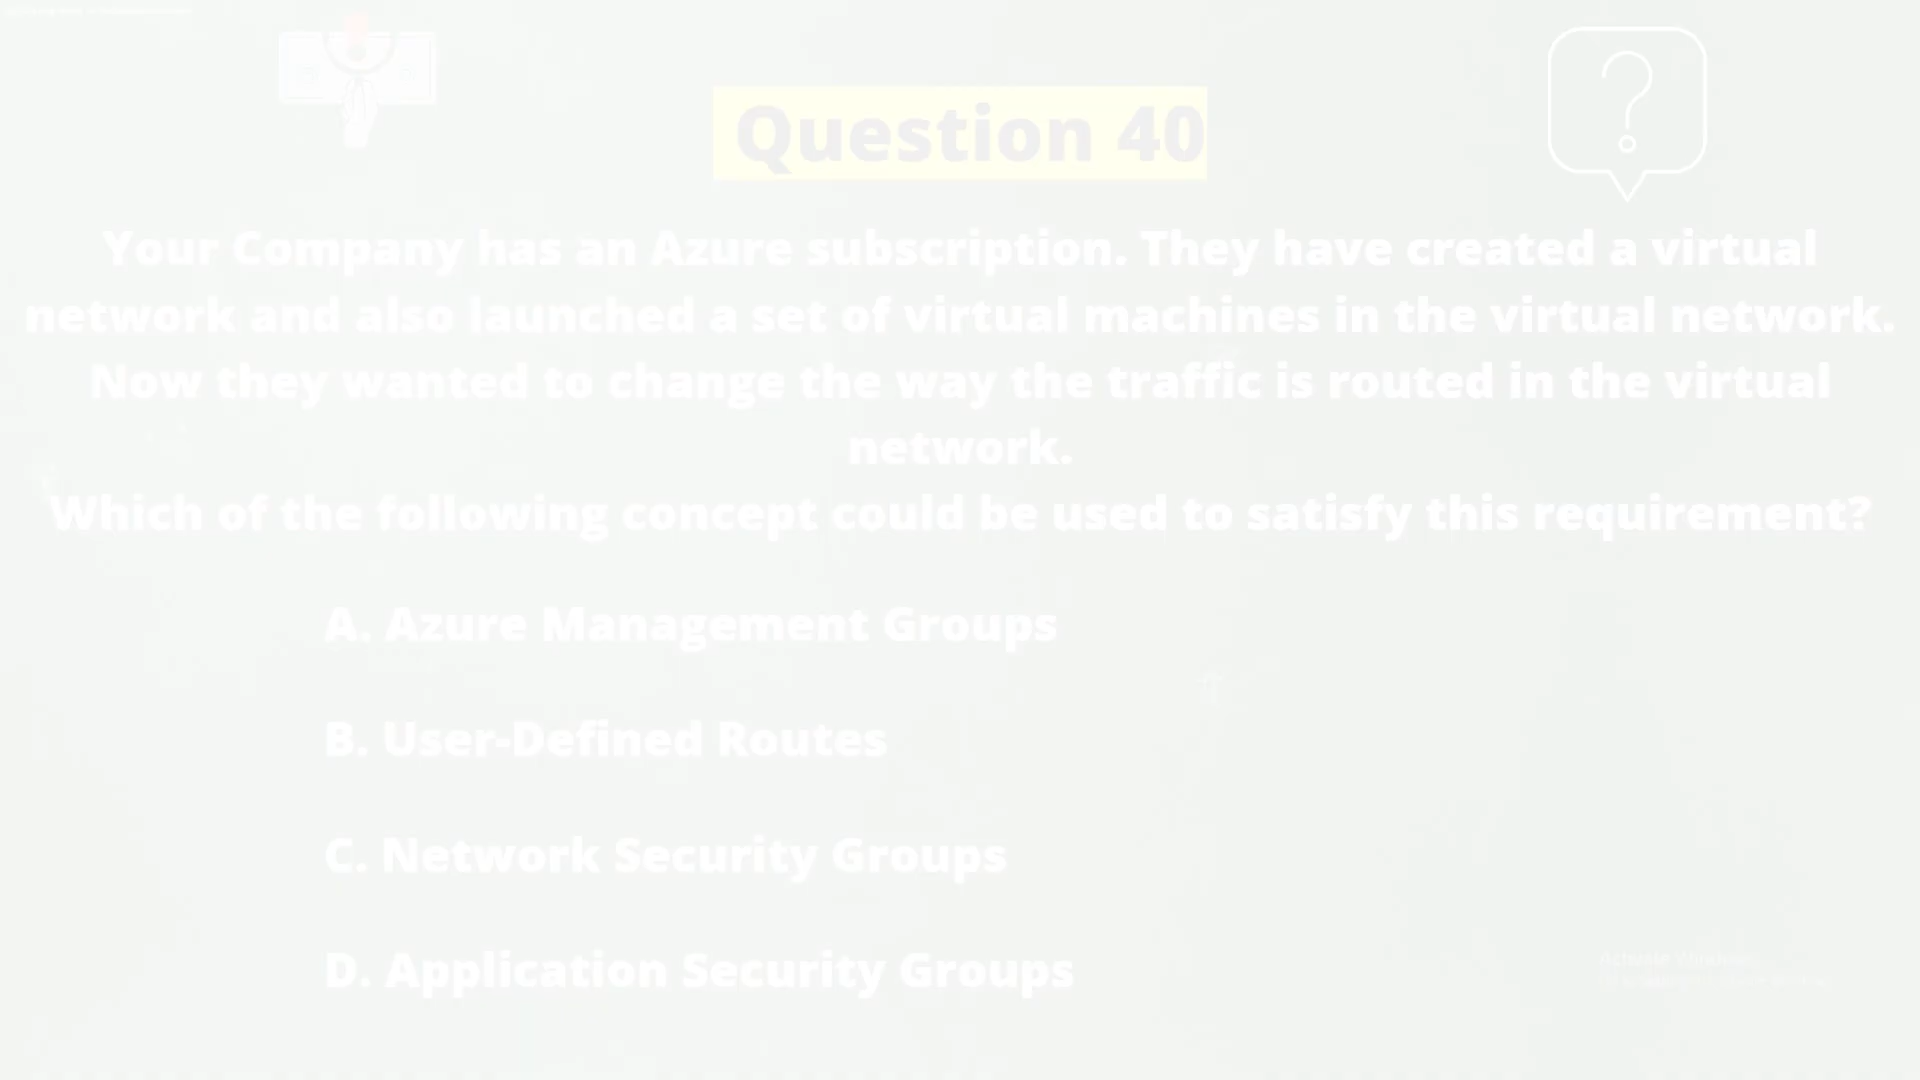 Question 40
Your Company has an Azure subscription. They have created a virtual
network and also launched a set of virtual machines in the virtual network.
Now they wanted to change the way the traffic is routed in the virtual
network.
Which of the following concept could be used to satisfy this requirement?
A. Azure Management Groups
B. User-Defined Routes
C. Network Security Groups
D. Application Security Groups
Activate Windows